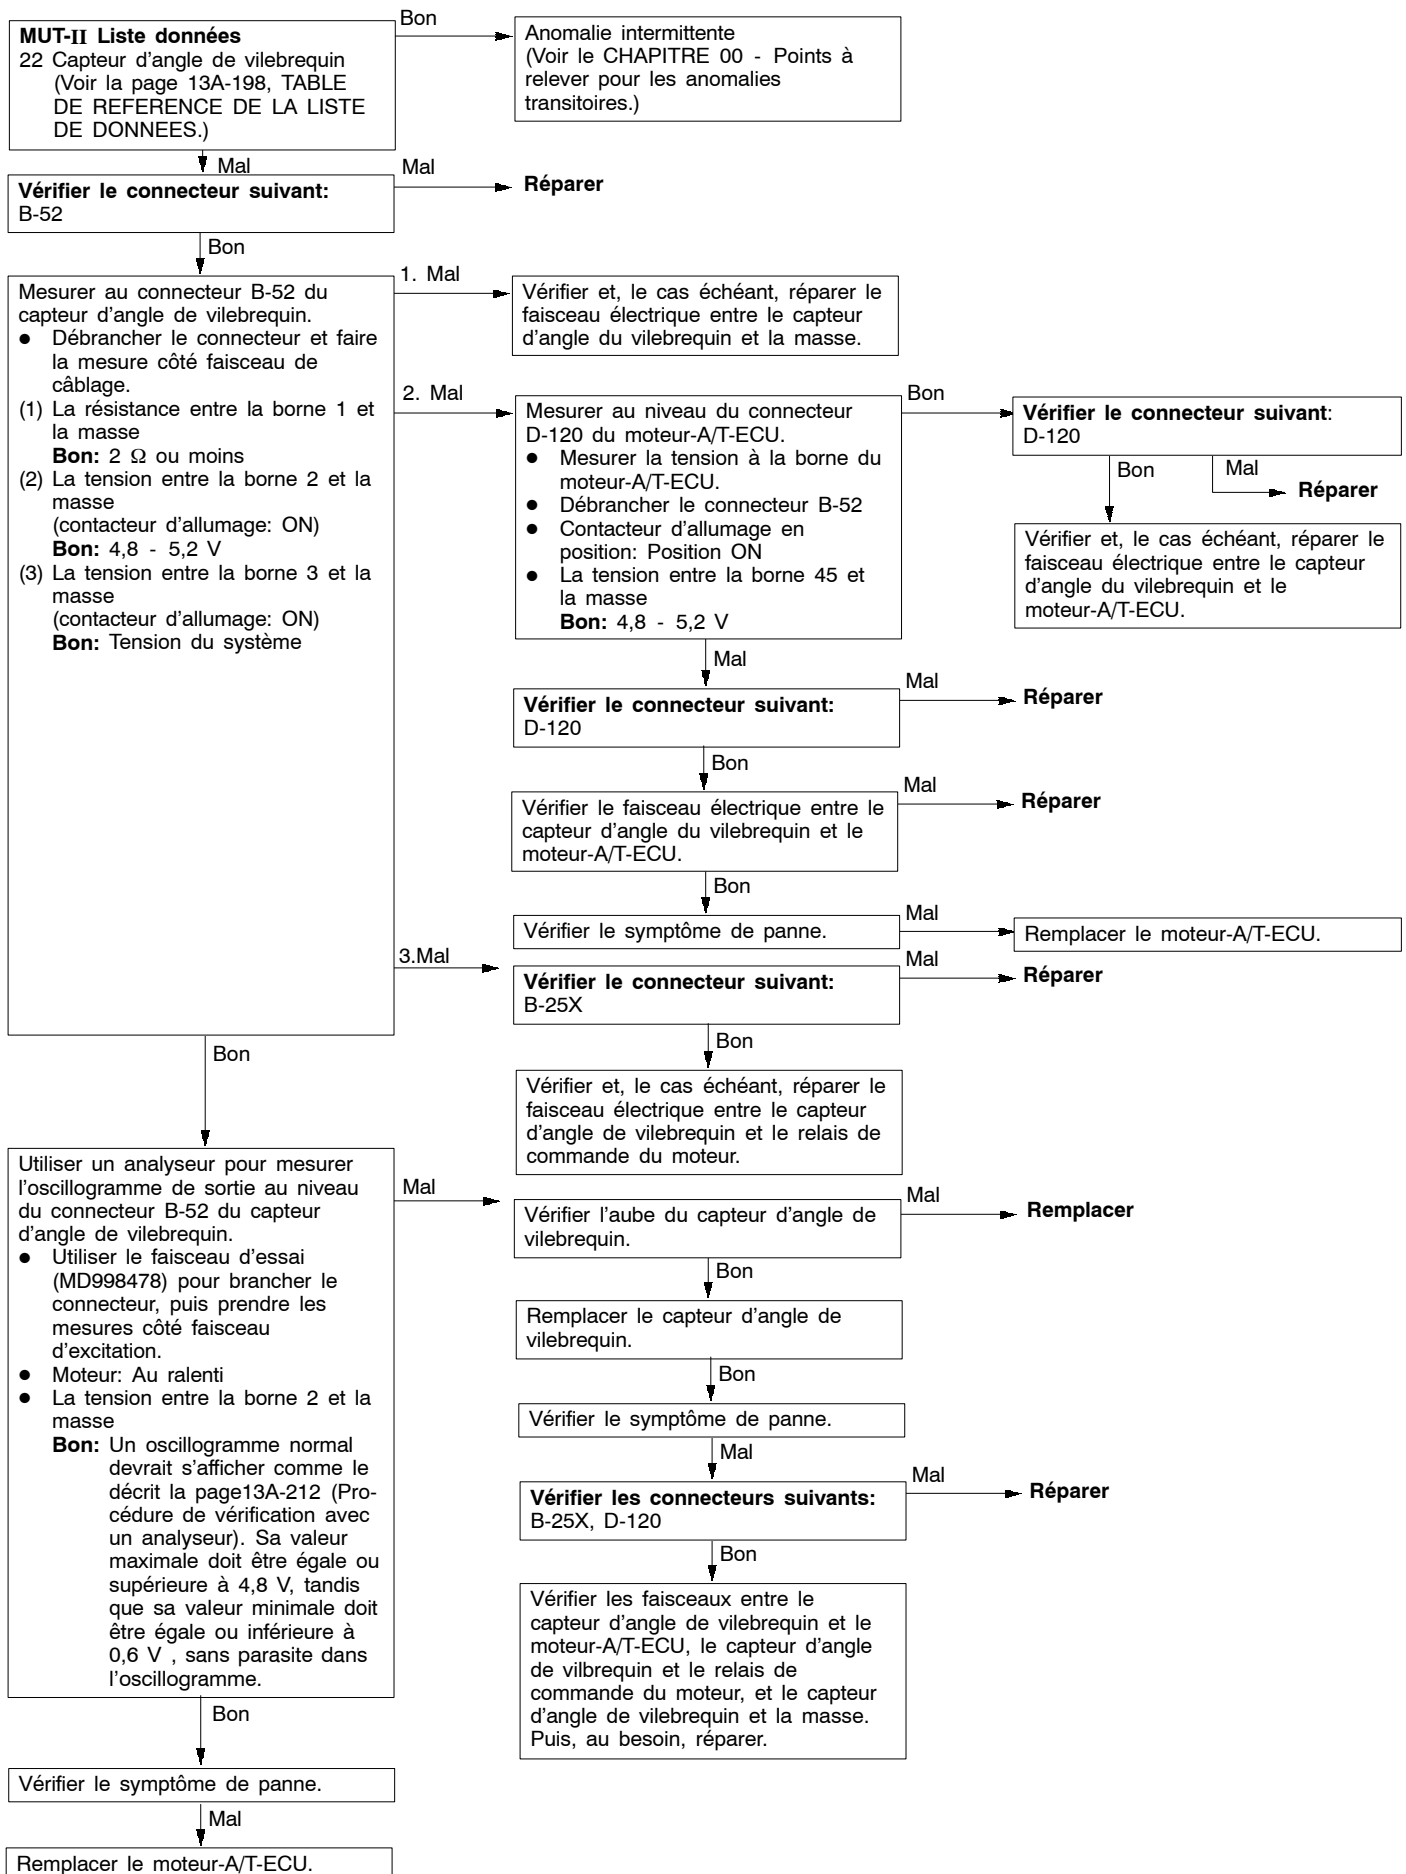 MUT-II Liste données
22 Capteur d'angle de vilebrequin
(Voir la page 13A-198, TABLE
DE REFERENCE DE LA LISTE
DE DONNEES.)
Bon
Anomalie intermittente
(Voir le CHAPITRE 00 - Points à
relever pour les anomalies
transitoires.)
Mal
Vérifier le connecteur suivant:
B-52
Mal
Réparer
Bon
Mesurer au connecteur B-52 du
capteur d'angle de vilebrequin.
● Débrancher le connecteur et faire
la mesure côté faisceau de
câblage.
(1) La résistance entre la borne 1 et
la masse
Bon: 2 Ω ou moins
(2) La tension entre la borne 2 et la
masse
(contacteur d'allumage: ON)
Bon: 4,8 - 5,2 V
(3) La tension entre la borne 3 et la
masse
(contacteur d'allumage: ON)
Bon: Tension du système
1. Mal
Vérifier et, le cas échéant, réparer le
faisceau électrique entre le capteur
d'angle du vilebrequin et la masse.
2. Mal
Mesurer au niveau du connecteur
D-120 du moteur-A/T-ECU.
● Mesurer la tension à la borne du
moteur-A/T-ECU.
● Débrancher le connecteur B-52
● Contacteur d'allumage en
position: Position ON
● La tension entre la borne 45 et
la masse
Bon: 4,8 - 5,2 V
Bon
Vérifier le connecteur suivant:
D-120
Bon
Mal
Réparer
Vérifier et, le cas échéant, réparer le
faisceau électrique entre le capteur
d'angle du vilebrequin et le
moteur-A/T-ECU.
Mal
Vérifier le connecteur suivant:
D-120
Mal
Réparer
Bon
Vérifier le faisceau électrique entre le
capteur d'angle du vilebrequin et le
moteur-A/T-ECU.
Mal
Réparer
Bon
Vérifier le symptôme de panne.
Mal
Remplacer le moteur-A/T-ECU.
3.Mal
Vérifier le connecteur suivant:
B-25X
Mal
Réparer
Bon
Vérifier et, le cas échéant, réparer le
faisceau électrique entre le capteur
d'angle de vilebrequin et le relais de
commande du moteur.
Bon
Utiliser un analyseur pour mesurer
l'oscillogramme de sortie au niveau
du connecteur B-52 du capteur
d'angle de vilebrequin.
● Utiliser le faisceau d'essai
(MD998478) pour brancher le
connecteur, puis prendre les
mesures côté faisceau
d'excitation.
● Moteur: Au ralenti
● La tension entre la borne 2 et la
masse
Bon: Un oscillogramme normal
devrait s'afficher comme le
décrit la page13A-212 (Pro-
cédure de vérification avec
un analyseur). Sa valeur
maximale doit être égale ou
supérieure à 4,8 V, tandis
que sa valeur minimale doit
être égale ou inférieure à
0,6 V , sans parasite dans
l'oscillogramme.
Mal
Vérifier l'aube du capteur d'angle de
vilebrequin.
Mal
Remplacer
Bon
Remplacer le capteur d'angle de
vilebrequin.
Bon
Vérifier le symptôme de panne.
Mal
Vérifier les connecteurs suivants:
B-25X, D-120
Mal
Réparer
Bon
Vérifier les faisceaux entre le
capteur d'angle de vilebrequin et le
moteur-A/T-ECU, le capteur d'angle
de vilbrequin et le relais de
commande du moteur, et le capteur
d'angle de vilebrequin et la masse.
Puis, au besoin, réparer.
Bon
Vérifier le symptôme de panne.
Mal
Remplacer le moteur-A/T-ECU.